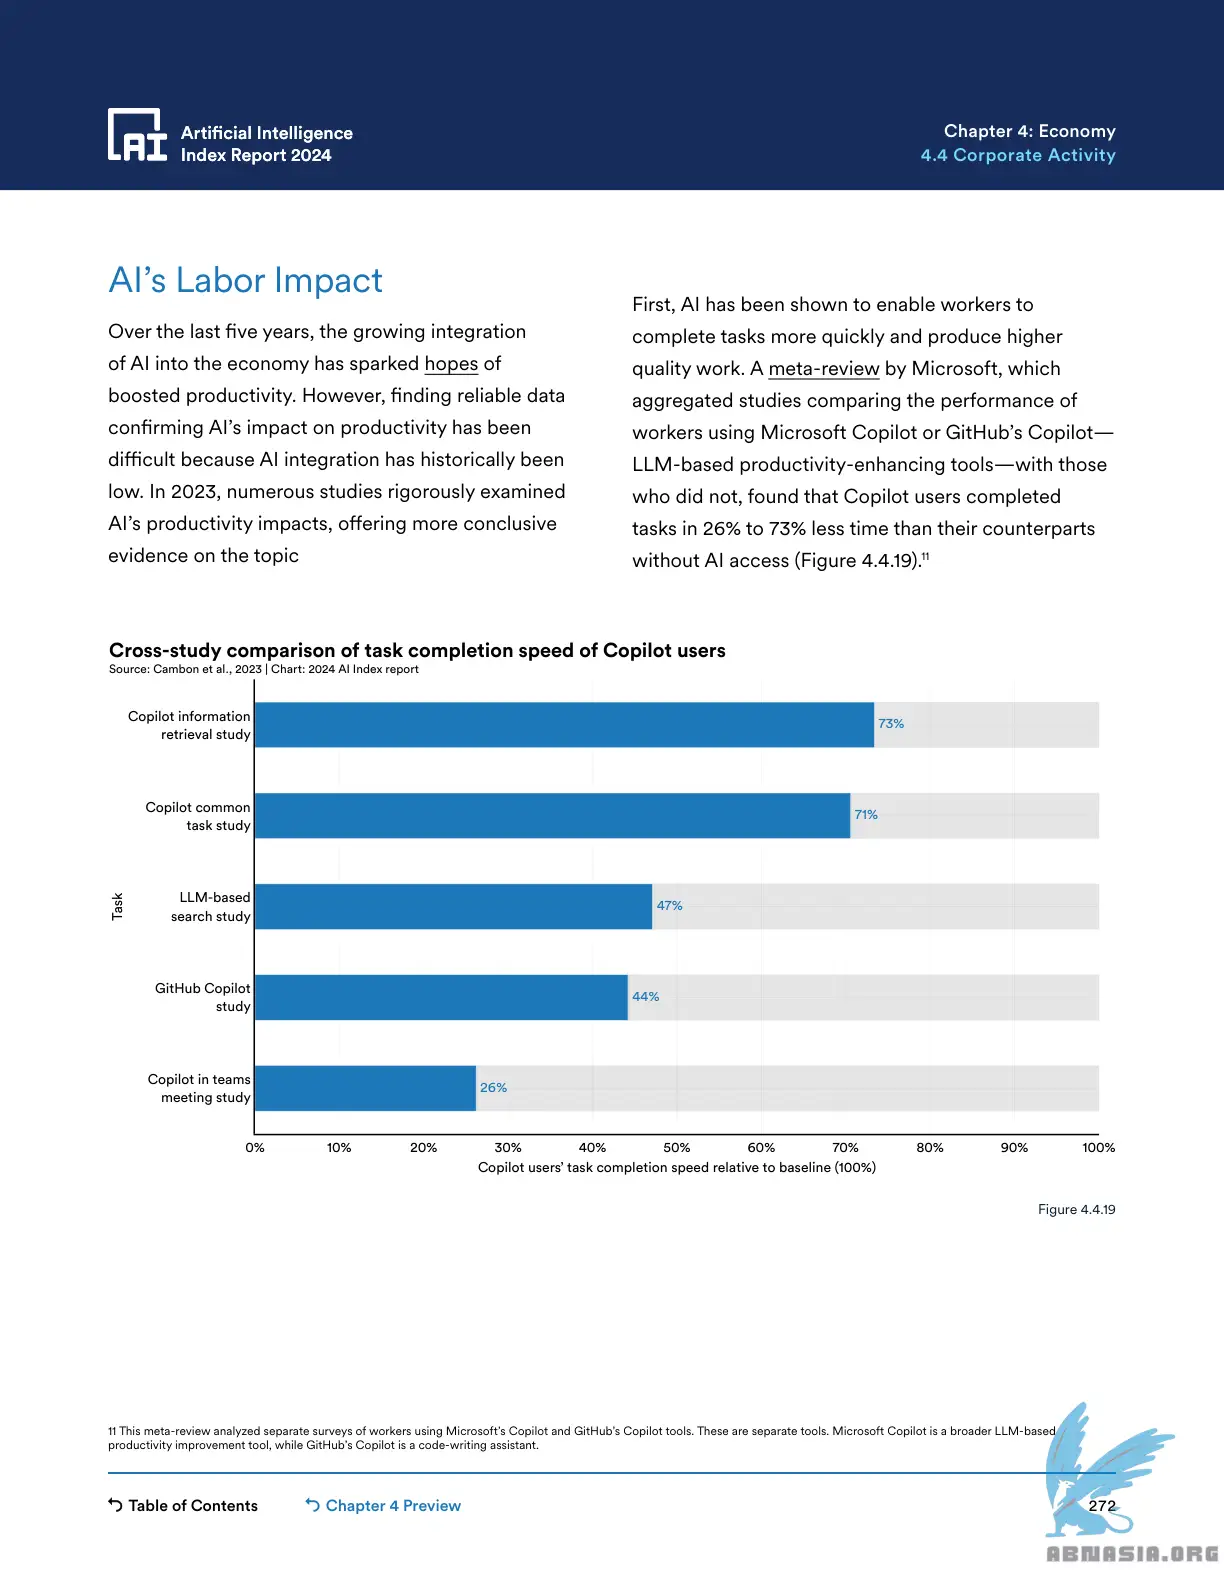 Artificial Intelligence
Index Report 2024
Chapter 4: Economy
4.4 Corporate Activity
AI’s Labor Impact
Over the last five years, the growing integration
of AI into the economy has sparked hopes of
boosted productivity. However, finding reliable data
confirming AI’s impact on productivity has been
difficult because AI integration has historically been
low. In 2023, numerous studies rigorously examined
AI’s productivity impacts, offering more conclusive
evidence on the topic
First, AI has been shown to enable workers to
complete tasks more quickly and produce higher
quality work. A meta-review by Microsoft, which
aggregated studies comparing the performance of
workers using Microsoft Copilot or GitHub’s Copilot—
LLM-based productivity-enhancing tools—with those
who did not, found that Copilot users completed
tasks in 26% to 73% less time than their counterparts
without AI access (Figure 4.4.19).11
Cross-study comparison of task completion speed of Copilot users
Source: Cambon et al., 2023 | Chart: 2024 AI Index report
Copilot information
retrieval study
73%
Copilot common
task study
71%
Task
LLM-based
search study
47%
GitHub Copilot
study
44%
Copilot in teams
meeting study
26%
0% 10% 20% 30% 40% 50% 60% 70% 80% 90% 100%
Copilot users’ task completion speed relative to baseline (100%)
Figure 4.4.19
11 This meta-review analyzed separate surveys of workers using Microsoft’s Copilot and GitHub’s Copilot tools. These are separate tools. Microsoft Copilot is a broader LLM-based
productivity improvement tool, while GitHub’s Copilot is a code-writing assistant.
Table of Contents
Chapter 4 Preview
272
ABNASIA.ORG